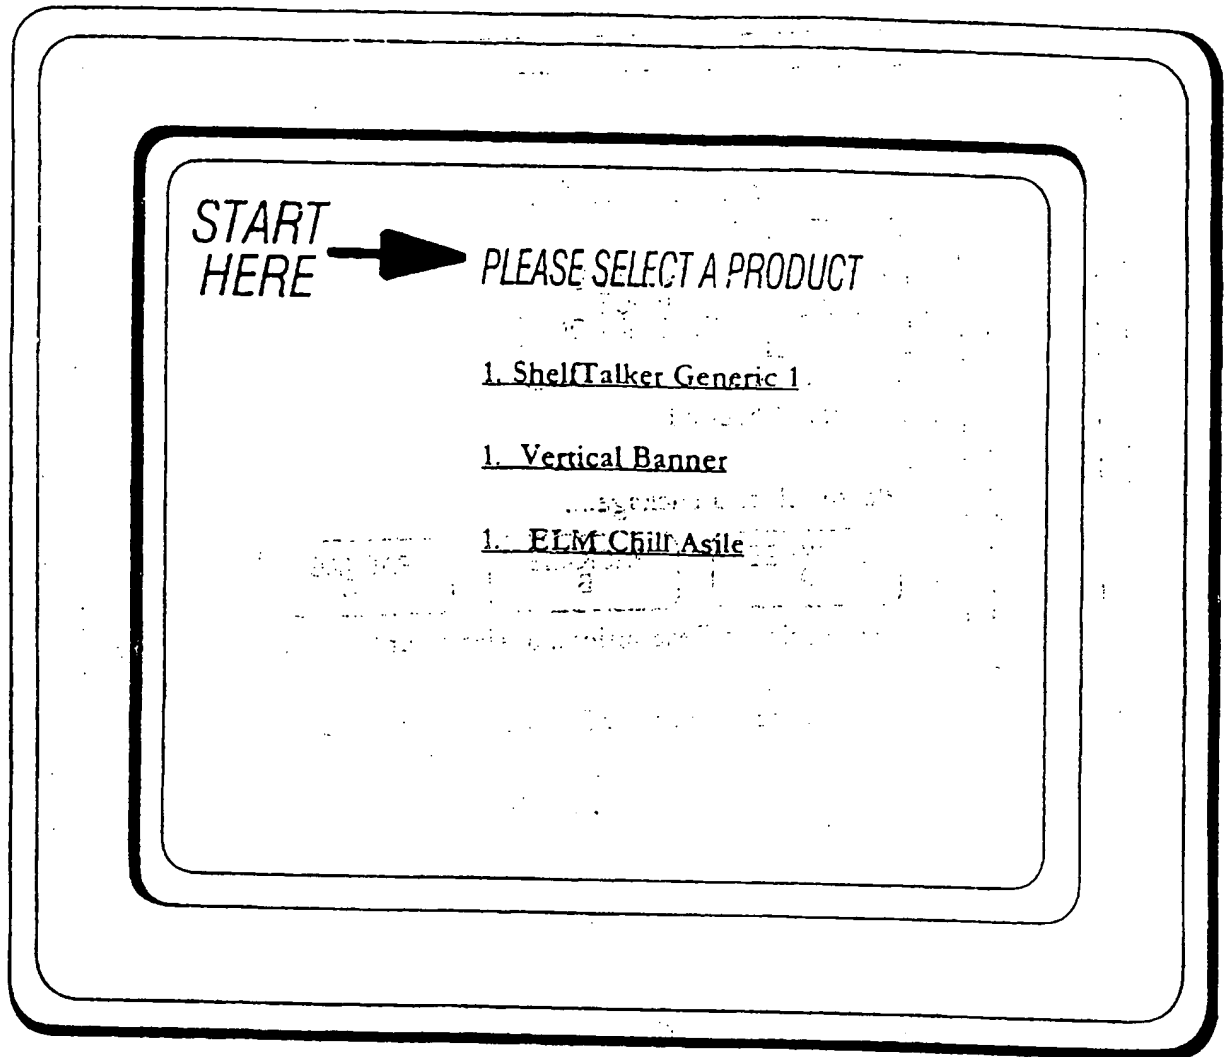 START
HERE
PLEASE SELECT A PRODUCT
1. ShelfTalker Generic 1
1. Vertical Banner
1. ELM Chill Asile